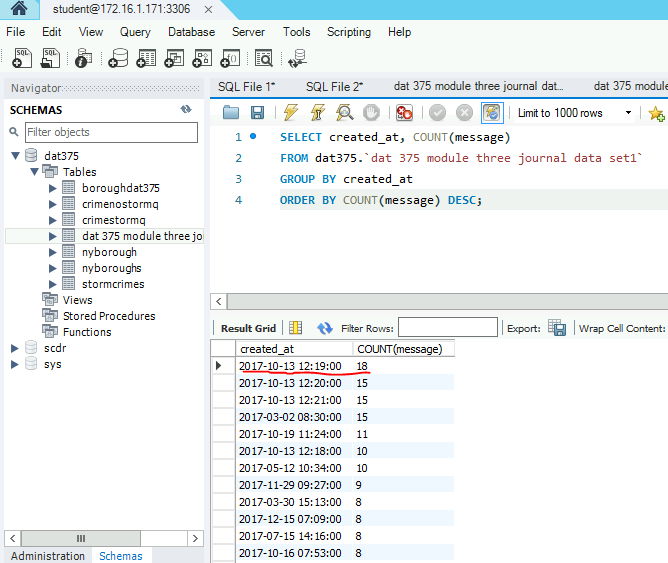 student@172.16.1.171:3306 ×
File Edit View Query Database Server Tools Scripting Help
Navigator
SCHEMAS
Filter objects
dat375
Tables
boroughdat375
crimenostormq
crimestormq
dat 375 module three jo
nyborough
nyboroughs
stormcrimes
Views
Stored Procedures
Functions
scdr
sys
Administration Schemas
SQL File 1* SQL File 2* dat 375 module three journal dat... dat 375 module
Limit to 1000 rows
1 SELECT created_at, COUNT(message)
2 FROM dat375.`dat 375 module three journal data set1`
3 GROUP BY created_at
4 ORDER BY COUNT(message) DESC;
Result Grid Filter Rows: Export: Wrap Cell Content:
created_at COUNT(message)
2017-10-13 12:19:00 18
2017-10-13 12:20:00 15
2017-10-13 12:21:00 15
2017-03-02 08:30:00 15
2017-10-19 11:24:00 11
2017-10-13 12:18:00 10
2017-05-12 10:34:00 10
2017-11-29 09:27:00 9
2017-03-30 15:13:00 8
2017-12-15 07:09:00 8
2017-07-15 14:16:00 8
2017-10-16 07:53:00 8